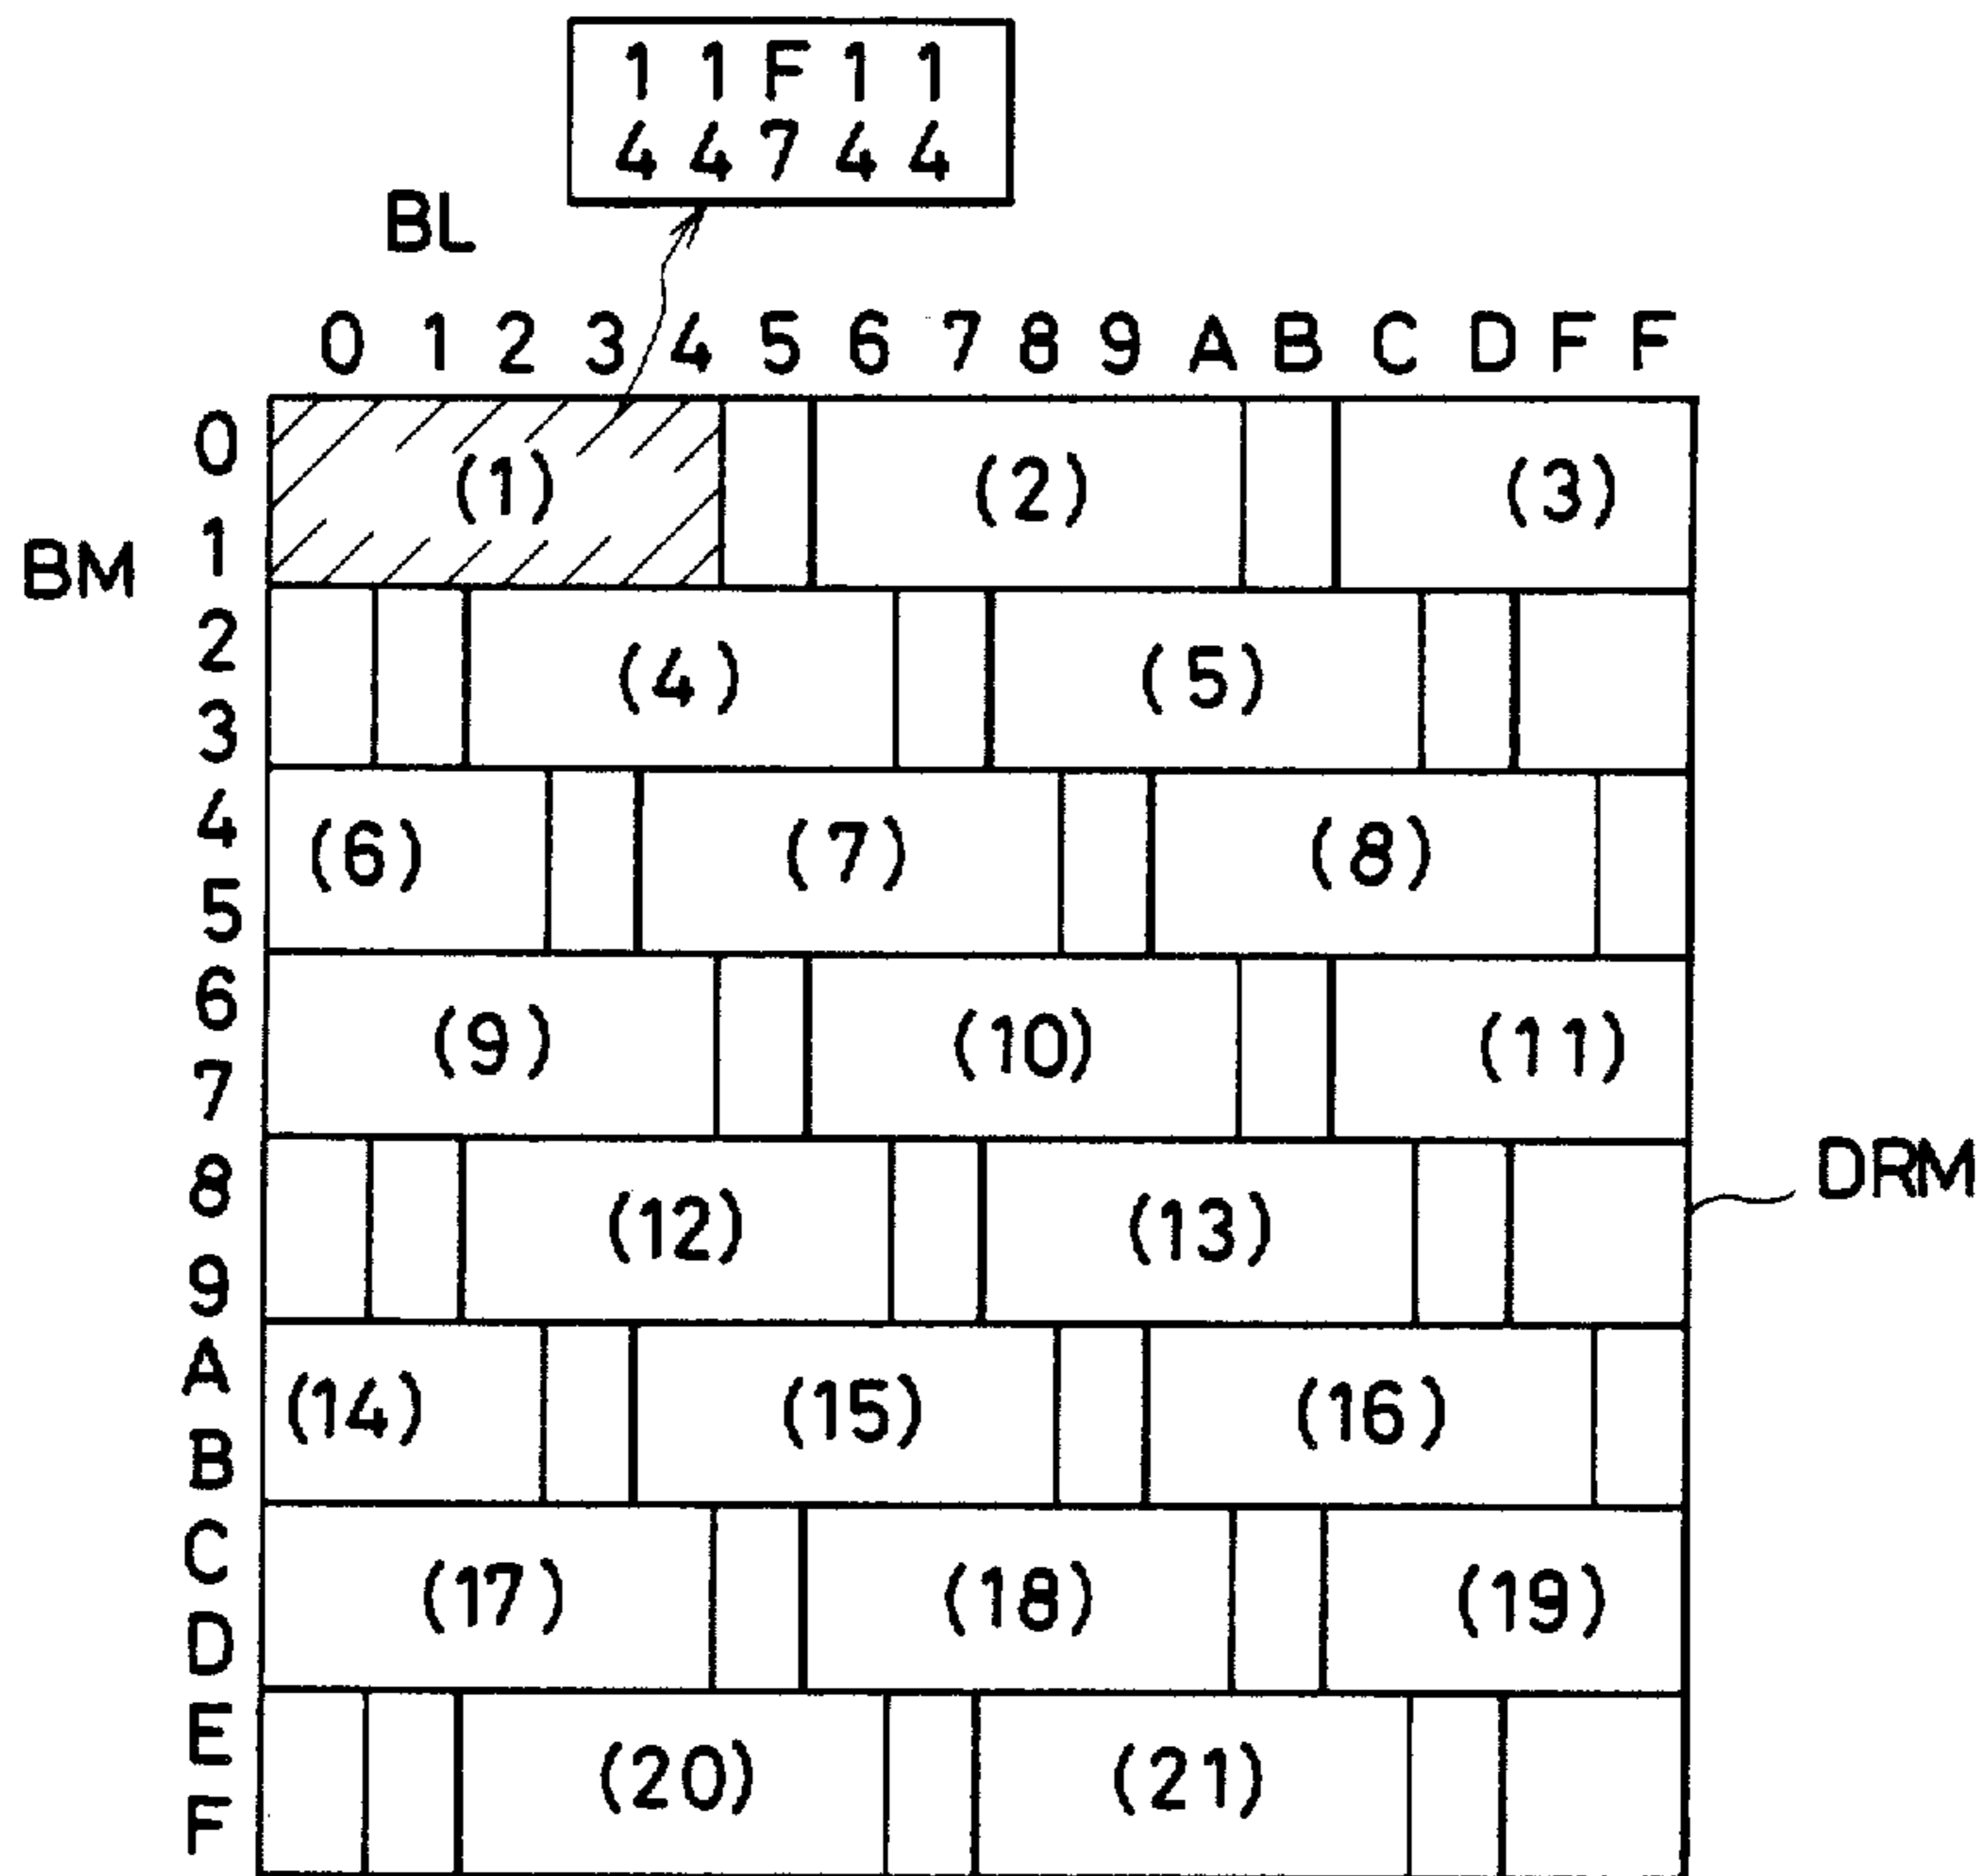 1 1 F 1 1
4 4 7 4 4
BL
0 1 2 3 4 5 6 7 8 9 A B C D F F
0
(1) (2) (3)
1
BM
2
(4) (5)
3
4
(6) (7) (8)
5
6
(9) (10) (11)
7
8
DRM
(12) (13)
9
A
(14) (15) (16)
B
C
(17) (18) (19)
D
E
(20) (21)
F